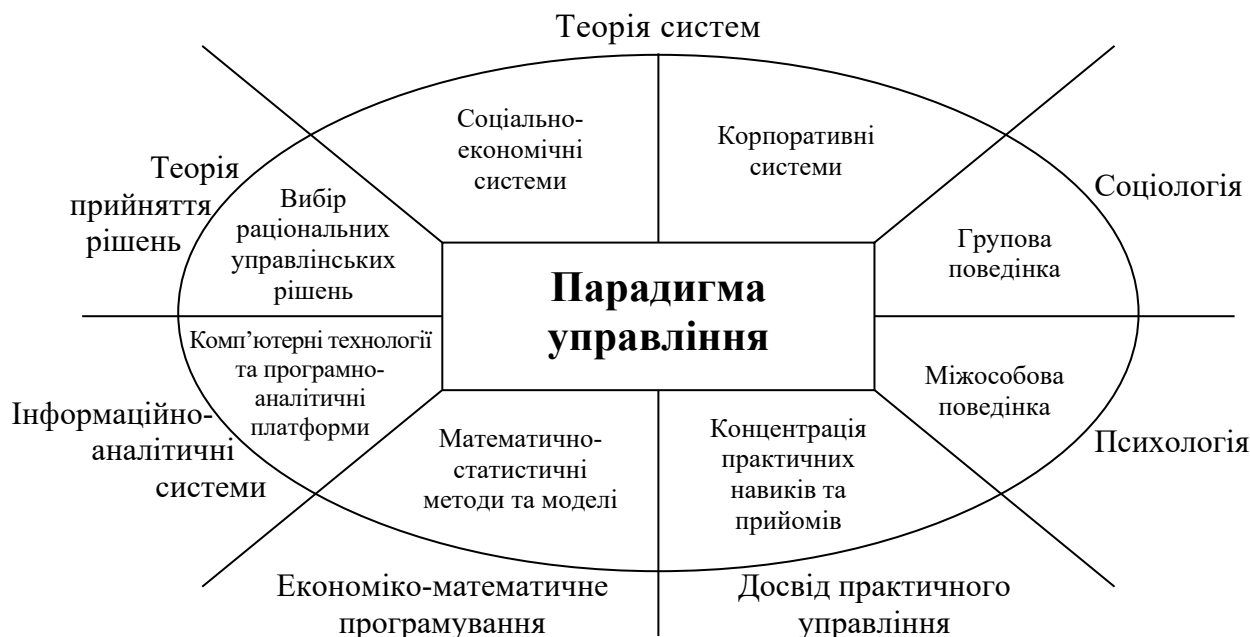 Теорія систем
Соціально-
економічні
системи
Корпоративні
системи
Теорія
прийняття
рішень
Вибір
раціональних
управлінських
рішень
Соціологія
Групова
поведінка
Парадигма
управління
Комп’ютерні технології
та програмно-
аналітичні
платформи
Міжособова
поведінка
Інформаційно-
аналітичні
системи
Математично-
статистичні
методи та моделі
Концентрація
практичних
навиків та
прийомів
Психологія
Економіко-математичне
програмування
Досвід практичного
управління